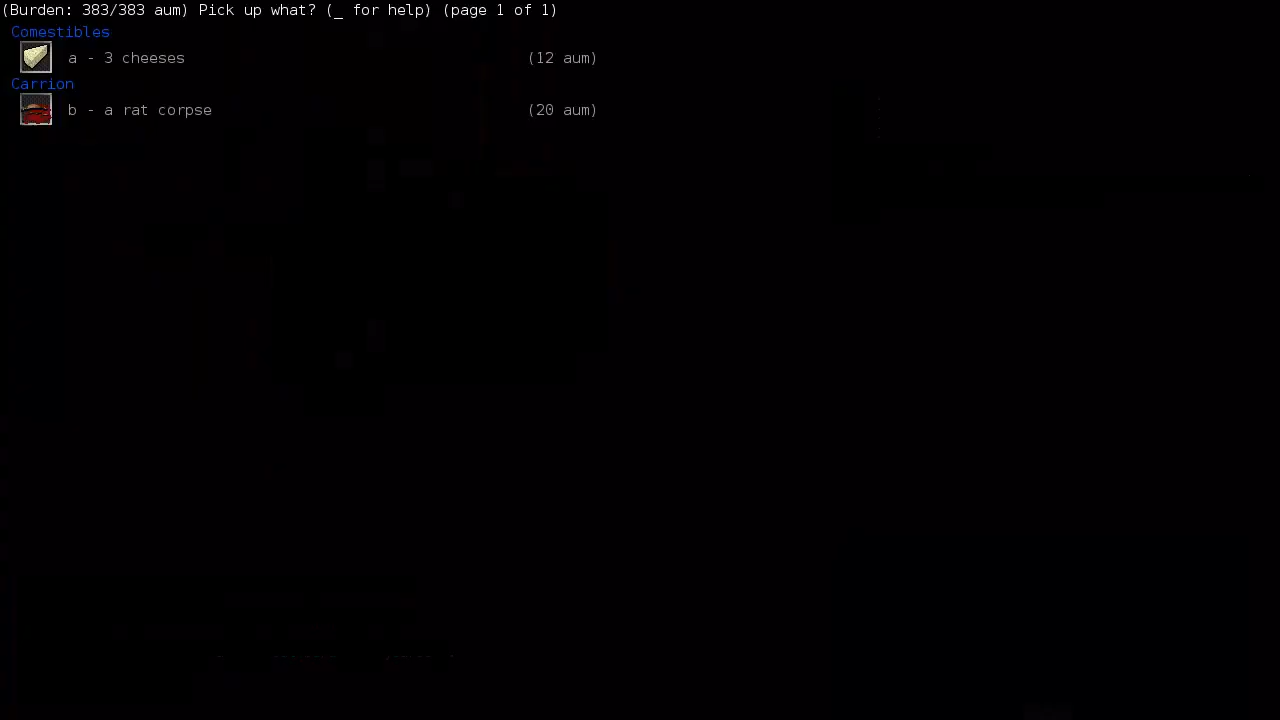 (Burden: 383/383 aum) Pick up what? (_ for help) (page 1 of 1)
Comestibles
a - 3 cheeses (12 aum)
Carrion
b - a rat corpse (20 aum)